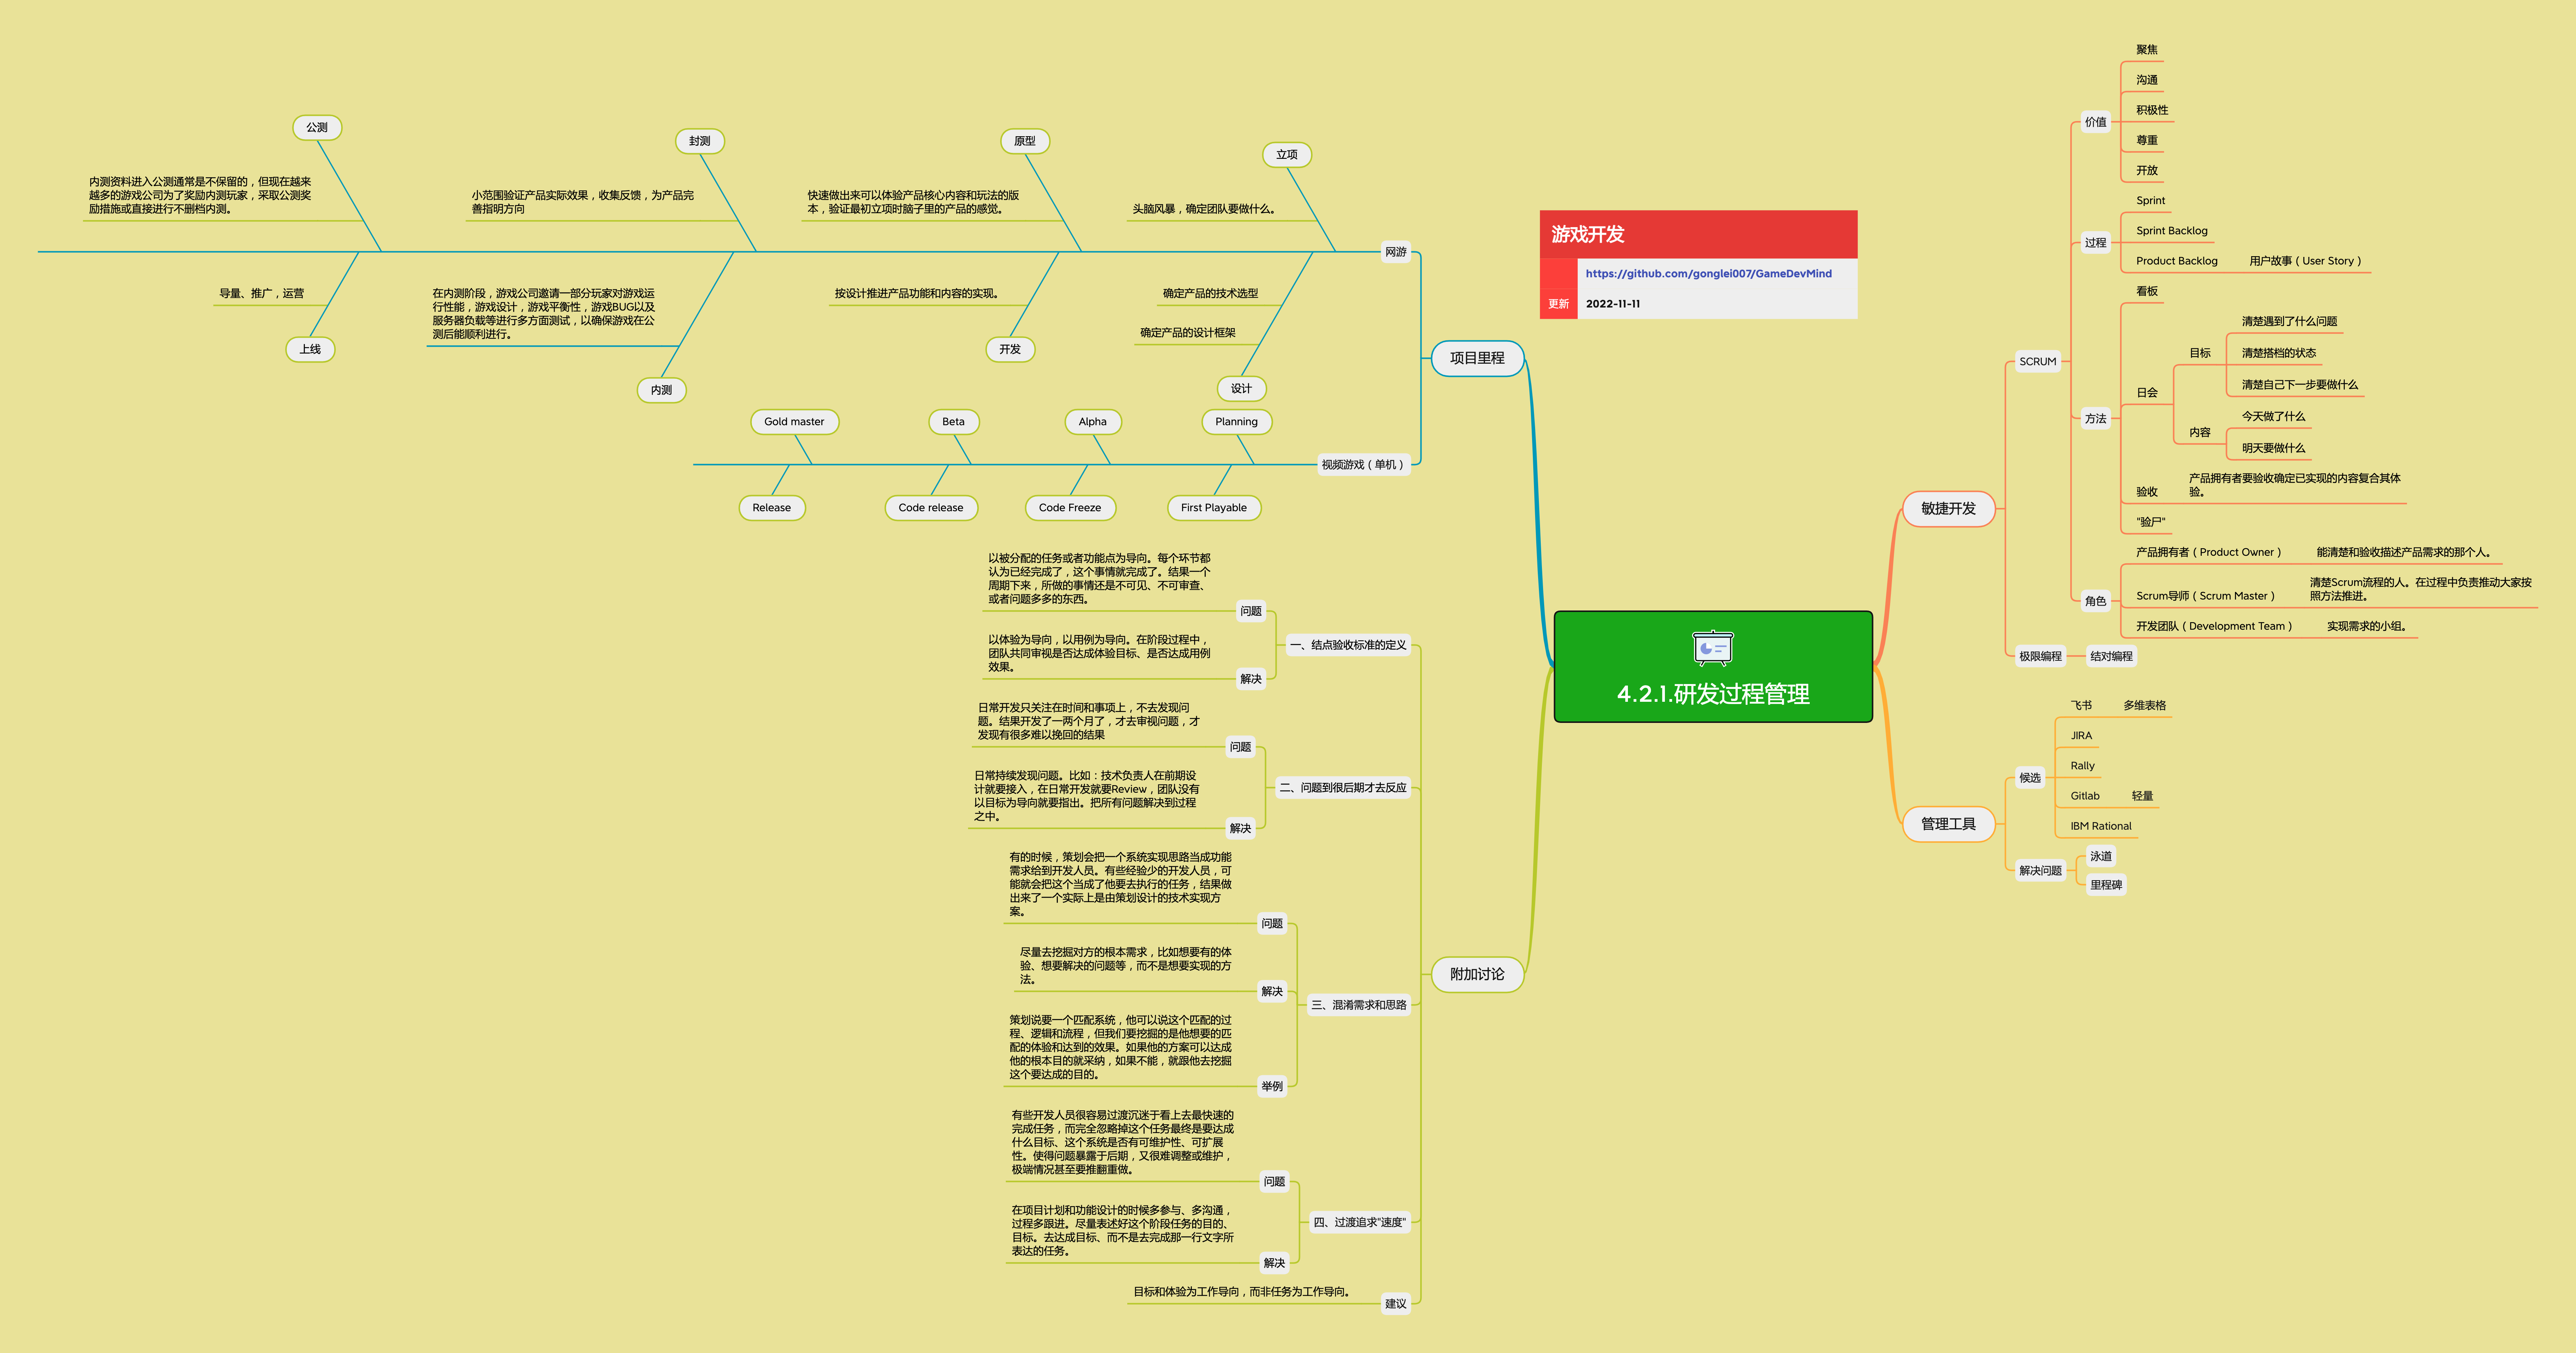 游戏开发
https://github.com/gonglei007/GameDevMind
更新
2022-11-11
4.2.1.研发过程管理
项目里程
网游
立项
头脑风暴，确定团队要做什么。
设计
确定产品的技术选型
确定产品的设计框架
原型
快速做出来可以体验产品核心内容和玩法的版
本，验证最初立项时脑子里的产品的感觉。
开发
按设计推进产品功能和内容的实现。
封测
小范围验证产品实际效果，收集反馈，为产品完
善指明方向
内测
在内测阶段，游戏公司邀请一部分玩家对游戏运
行性能，游戏设计，游戏平衡性，游戏BUG以及
服务器负载等进行多方面测试，以确保游戏在公
测后能顺利进行。
公测
内测资料进入公测通常是不保留的，但现在越来
越多的游戏公司为了奖励内测玩家，采取公测奖
励措施或直接进行不删档内测。
上线
导量、推广，运营
视频游戏（单机）
Planning
First Playable
Alpha
Code Freeze
Beta
Code release
Gold master
Release
附加讨论
一、结点验收标准的定义
问题
以被分配的任务或者功能点为导向。每个环节都
认为已经完成了，这个事情就完成了。结果一个
周期下来，所做的事情还是不可见、不可审查、
或者问题多多的东西。
解决
以体验为导向，以用例为导向。在阶段过程中，
团队共同审视是否达成体验目标、是否达成用例
效果。
二、问题到很后期才去反应
问题
日常开发只关注在时间和事项上，不去发现问
题。结果开发了一两个月了，才去审视问题，才
发现有很多难以挽回的结果
解决
日常持续发现问题。比如：技术负责人在前期设
计就要接入，在日常开发就要Review，团队没有
以目标为导向就要指出。把所有问题解决到过程
之中。
三、混淆需求和思路
问题
有的时候，策划会把一个系统实现思路当成功能
需求给到开发人员。有些经验少的开发人员，可
能就会把这个当成了他要去执行的任务，结果做
出来了一个实际上是由策划设计的技术实现方
案。
解决
尽量去挖掘对方的根本需求，比如想要有的体
验、想要解决的问题等，而不是想要实现的方
法。
举例
策划说要一个匹配系统，他可以说这个匹配的过
程、逻辑和流程，但我们要挖掘的是他想要的匹
配的体验和达到的效果。如果他的方案可以达成
他的根本目的就采纳，如果不能，就跟他去挖掘
这个要达成的目的。
四、过渡追求"速度"
问题
有些开发人员很容易过渡沉迷于看上去最快速的
完成任务，而完全忽略掉这个任务最终是要达成
什么目标、这个系统是否有可维护性、可扩展
性。使得问题暴露于后期，又很难调整或维护，
极端情况甚至要推翻重做。
解决
在项目计划和功能设计的时候多参与、多沟通，
过程多跟进。尽量表述好这个阶段任务的目的、
目标。去达成目标、而不是去完成那一行文字所
表达的任务。
建议
目标和体验为工作导向，而非任务为工作导向。
敏捷开发
SCRUM
价值
聚焦
沟通
积极性
尊重
开放
过程
Sprint
Sprint Backlog
Product Backlog
用户故事（User Story）
方法
看板
日会
目标
清楚遇到了什么问题
清楚搭档的状态
清楚自己下一步要做什么
内容
今天做了什么
明天要做什么
验收
产品拥有者要验收确定已实现的内容复合其体
验。
"验尸"
角色
产品拥有者（Product Owner）
能清楚和验收描述产品需求的那个人。
Scrum导师（Scrum Master）
清楚Scrum流程的人。在过程中负责推动大家按
照方法推进。
开发团队（Development Team）
实现需求的小组。
极限编程
结对编程
管理工具
候选
飞书
多维表格
JIRA
Rally
Gitlab
轻量
IBM Rational
解决问题
泳道
里程碑